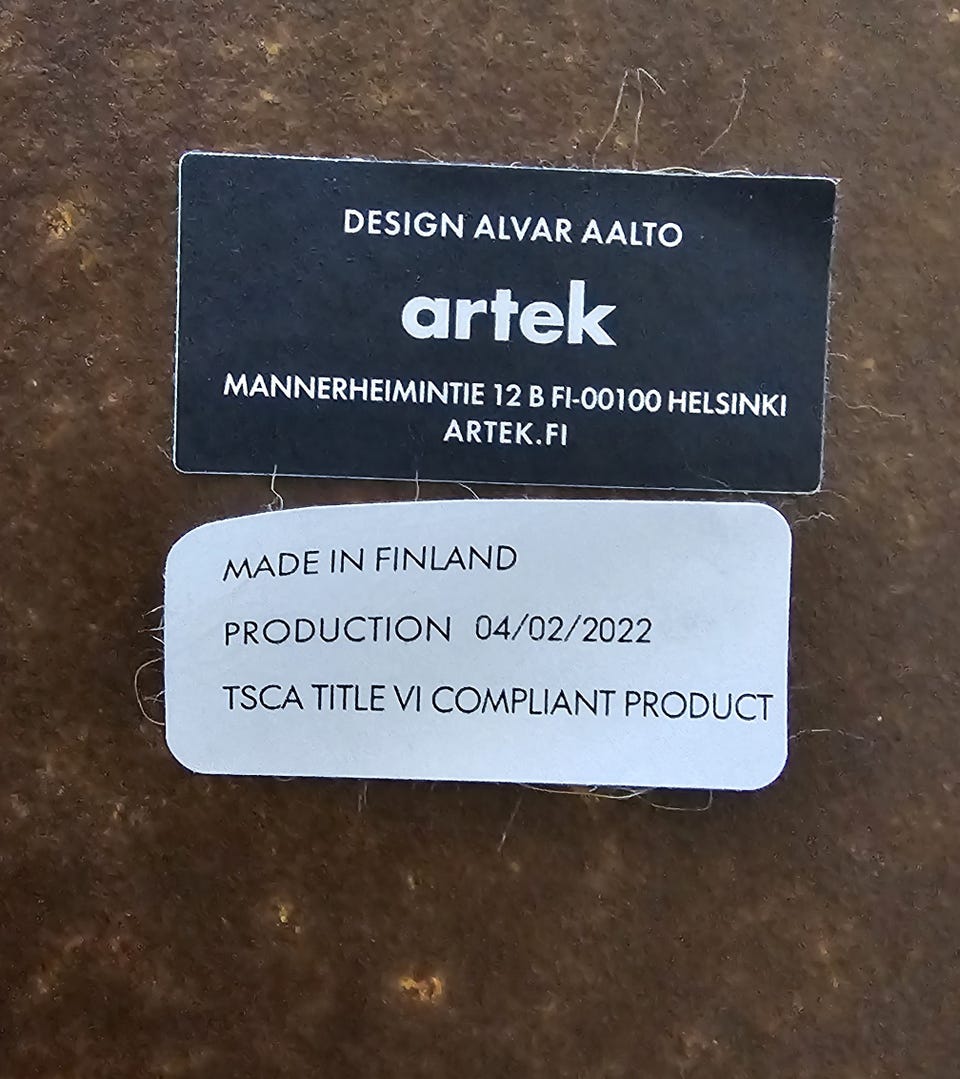 DESIGN ALVAR AALTO
artek
MANNERHEIMINTIE 12 B FI-00100 HELSINKI
ARTEK.FI
MADE IN FINLAND
PRODUCTION 04/02/2022
TSCA TITLE VI COMPLIANT PRODUCT